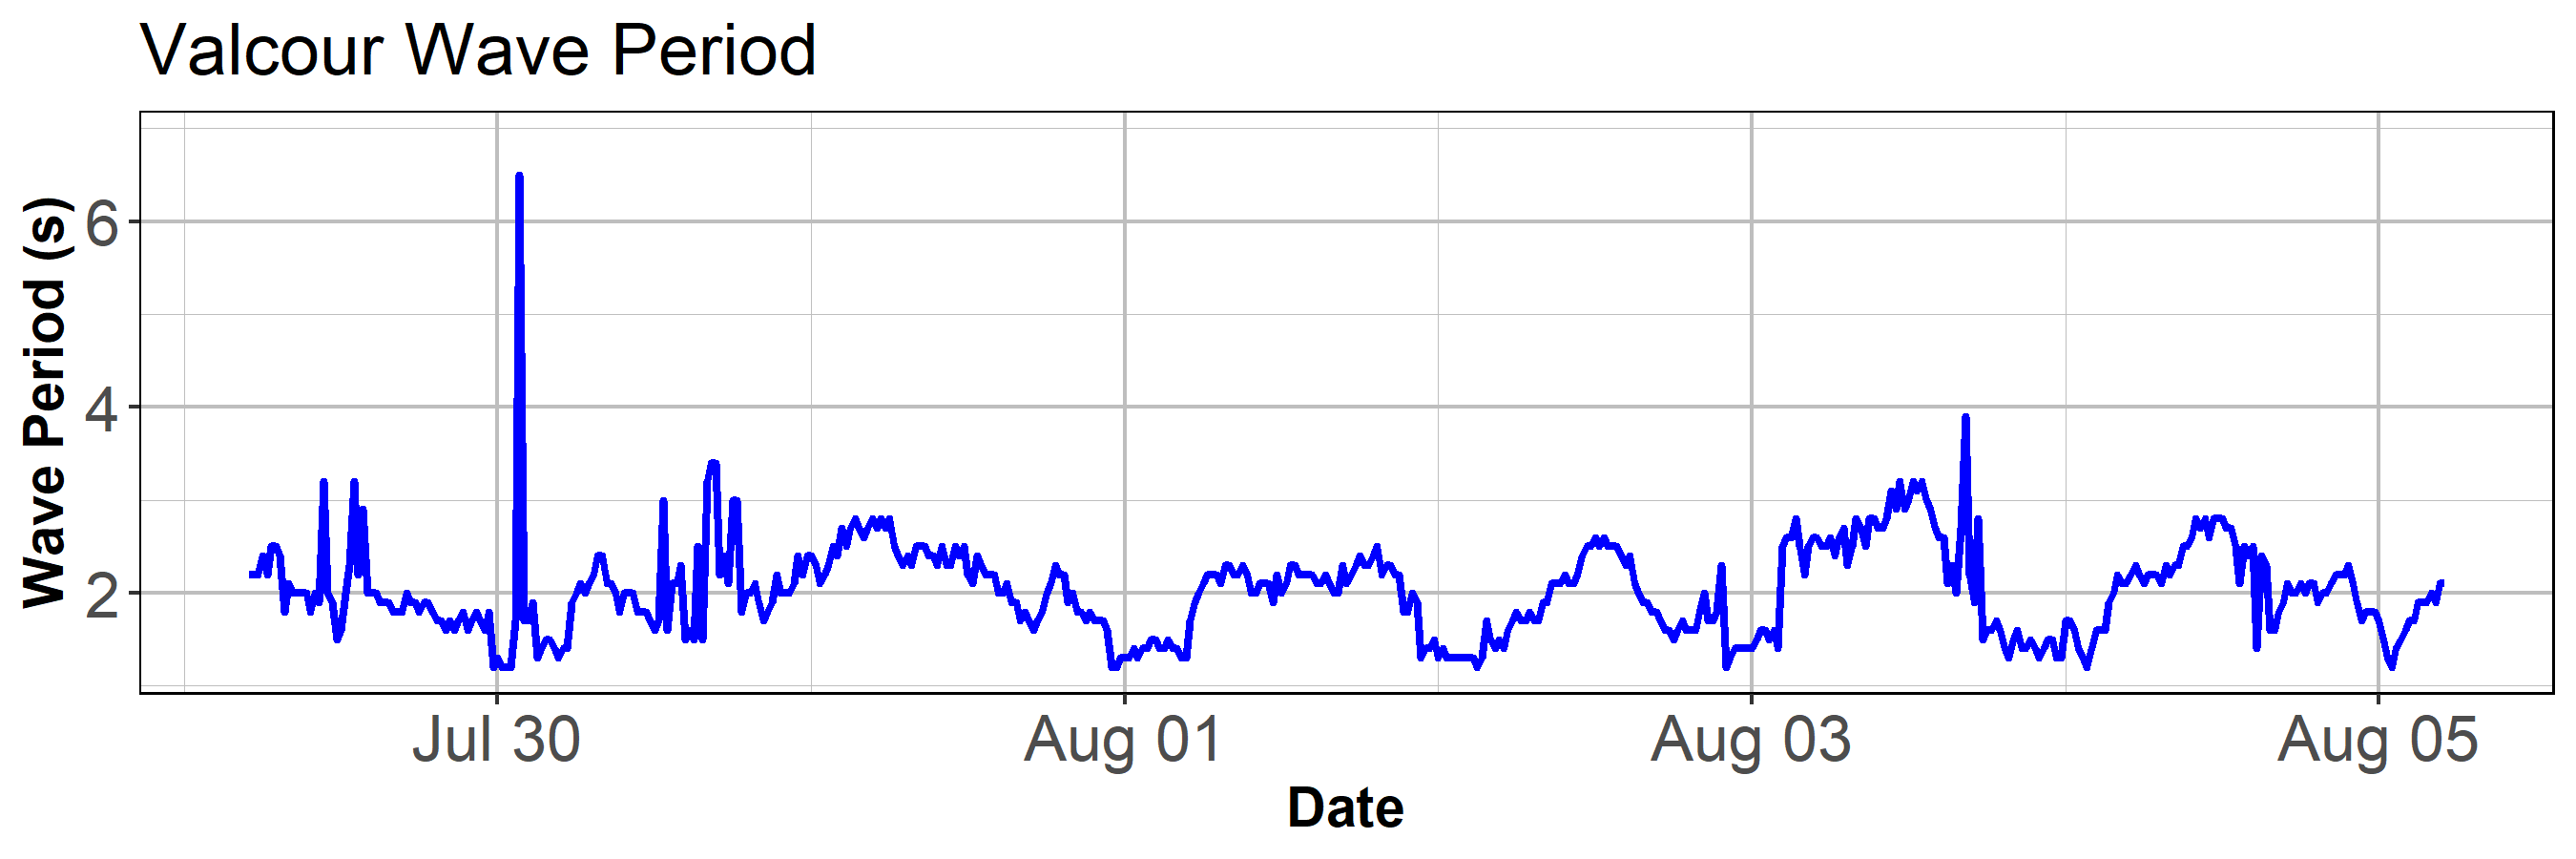 Valcour Wave Period
Wave Period (s)
6
4
2
Jul 30 Aug 01 Aug 03 Aug 05
Date